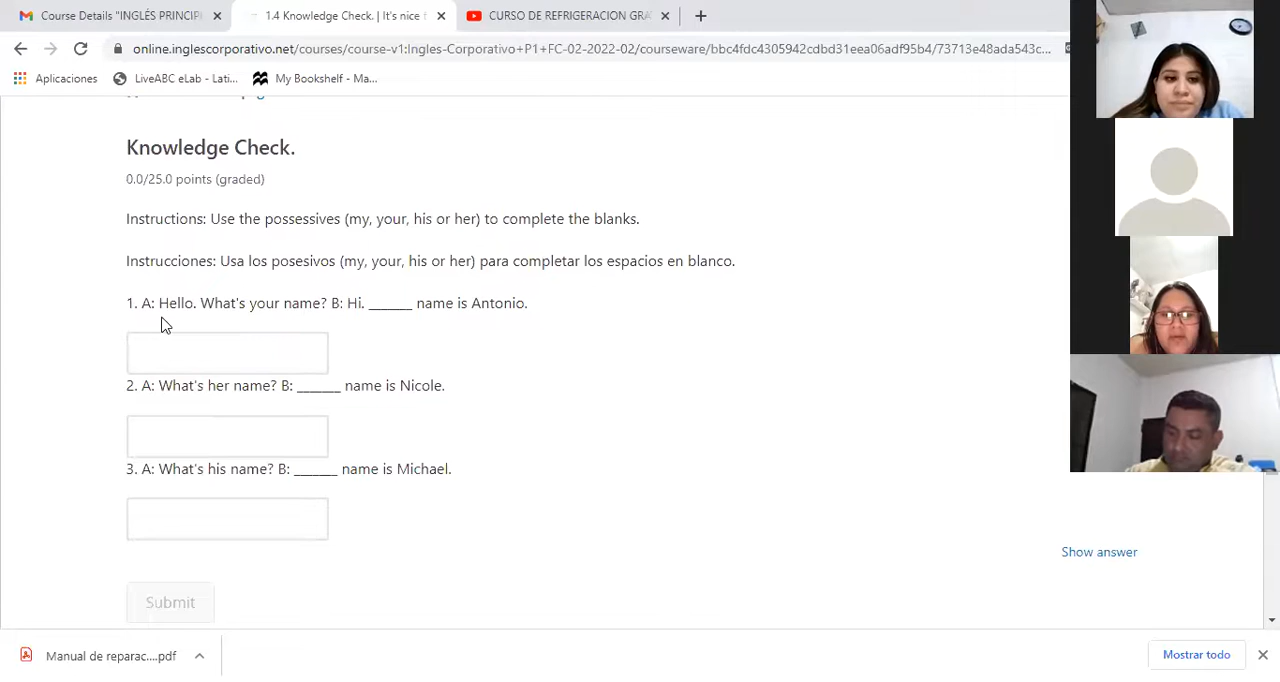 Course Details "INGLÉS PRINCIPI
1.4 Knowledge Check. | It's nice t
CURSO DE REFRIGERACION GRA
online.inglescorporativo.net/courses/course-v1:Ingles-Corporativo+P1+FC-02-2022-02/courseware/bbc4fdc4305942cdbd31eea06adf95b4/73713e48ada543c...
Aplicaciones
LiveABC eLab - Lati...
My Bookshelf - Ma...
Knowledge Check.
0.0/25.0 points (graded)
Instructions: Use the possessives (my, your, his or her) to complete the blanks.
Instrucciones: Usa los posesivos (my, your, his or her) para completar los espacios en blanco.
1. A: Hello. What's your name? B: Hi. ______ name is Antonio.
2. A: What's her name? B: ______ name is Nicole.
3. A: What's his name? B: ______ name is Michael.
Show answer
Submit
Manual de reparac....pdf
Mostrar todo